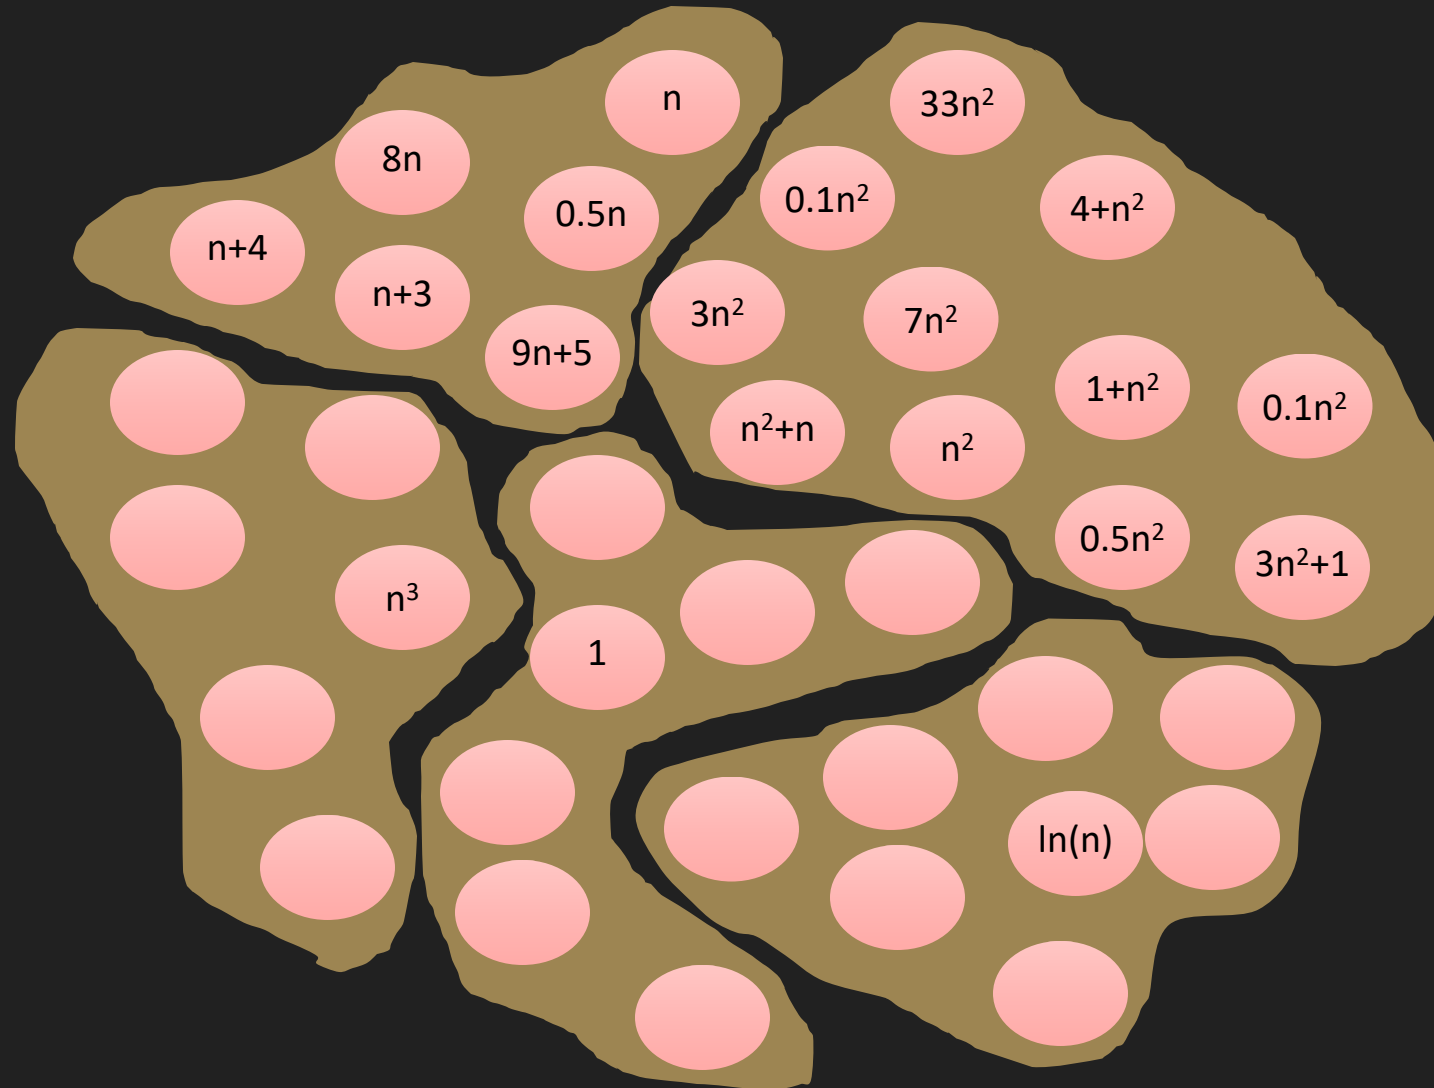 n
8n
0.5n
n+4
n+3
9n+5
33n²
0.1n²
4+n²
3n²
7n²
1+n²
0.1n²
n²+n
n²
0.5n²
3n²+1
n³
1
ln(n)